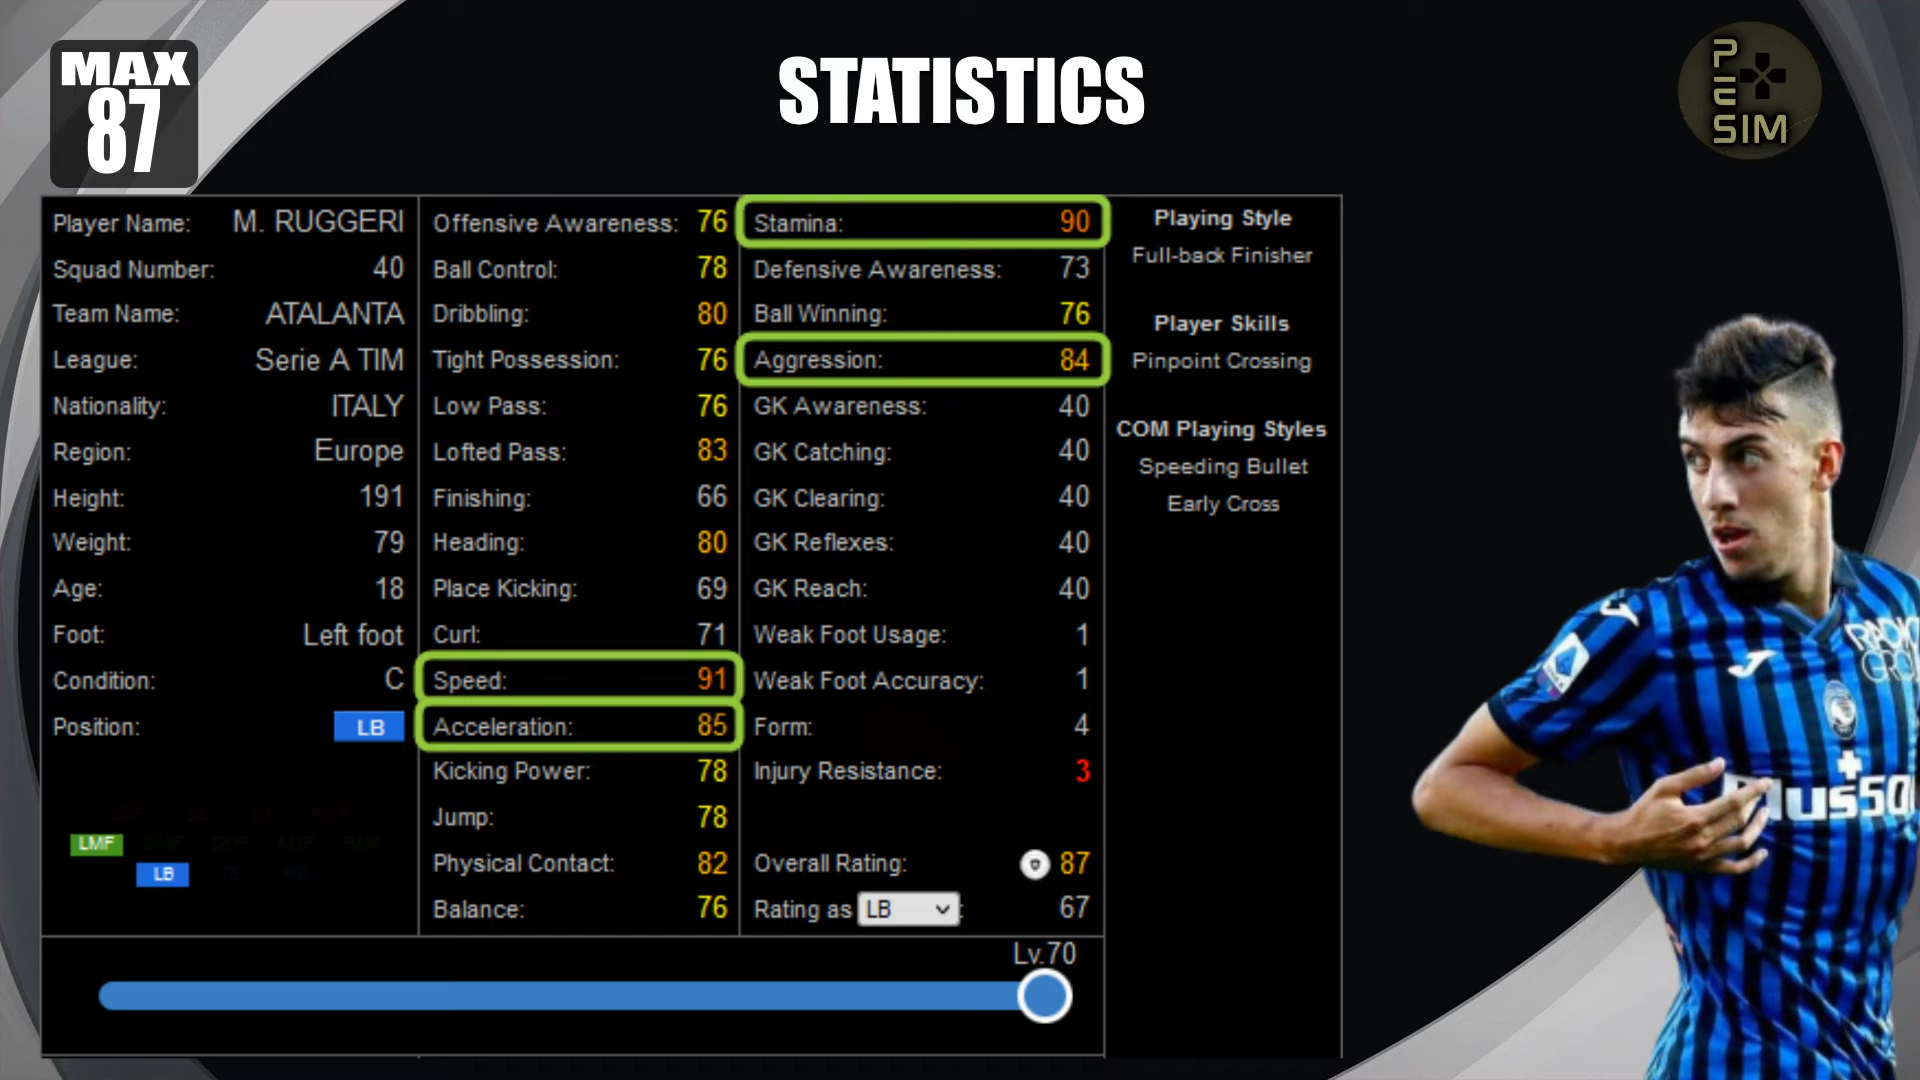 MAX
87
STATISTICS
PE
SIM
Player Name: M. RUGGERI
Squad Number: 40
Team Name: ATALANTA
League: Serie A TIM
Nationality: ITALY
Region: Europe
Height: 191
Weight: 79
Age: 18
Foot: Left foot
Condition: C
Position: LB
LMF
LB
Offensive Awareness: 76
Ball Control: 78
Dribbling: 80
Tight Possession: 76
Low Pass: 76
Lofted Pass: 83
Finishing: 66
Heading: 80
Place Kicking: 69
Curl: 71
Speed: 91
Acceleration: 85
Kicking Power: 78
Jump: 78
Physical Contact: 82
Balance: 76
Stamina: 90
Defensive Awareness: 73
Ball Winning: 76
Aggression: 84
GK Awareness: 40
GK Catching: 40
GK Clearing: 40
GK Reflexes: 40
GK Reach: 40
Weak Foot Usage: 1
Weak Foot Accuracy: 1
Form: 4
Injury Resistance: 3
Overall Rating: 87
Rating as LB : 67
Lv.70
Playing Style
Full-back Finisher
Player Skills
Pinpoint Crossing
COM Playing Styles
Speeding Bullet
Early Cross
Plus50